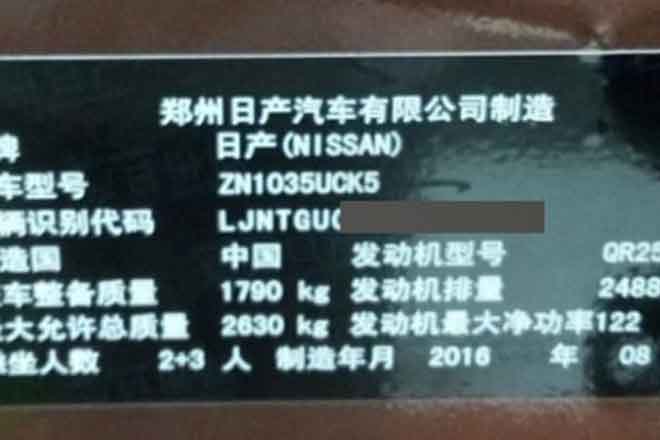 郑州日产汽车有限公司制造
牌 日产(NISSAN)
车型号 ZN1035UCK5
辆识别代码 LJNTGU
造国 中国 发动机型号 QR25
车整备质量 1790 kg 发动机排量 2488
大允许总质量 2630 kg 发动机最大净功率122
坐人数 2+3 人 制造年月 2016 年 08